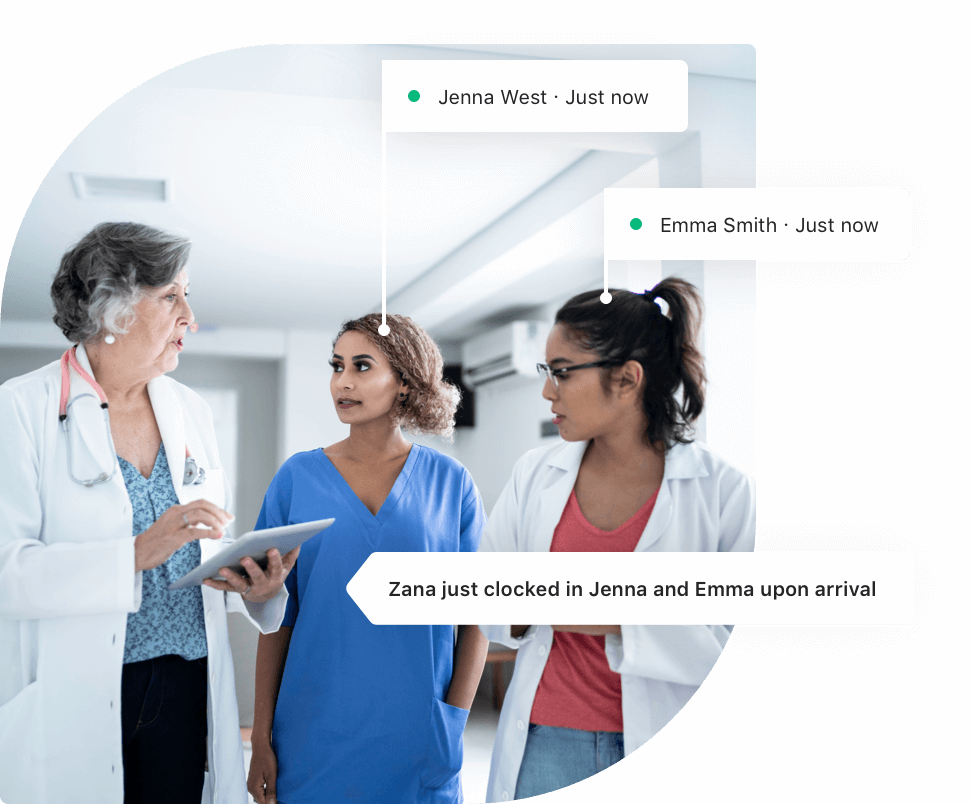 Jenna West · Just now
Emma Smith · Just now
Zana just clocked in Jenna and Emma upon arrival